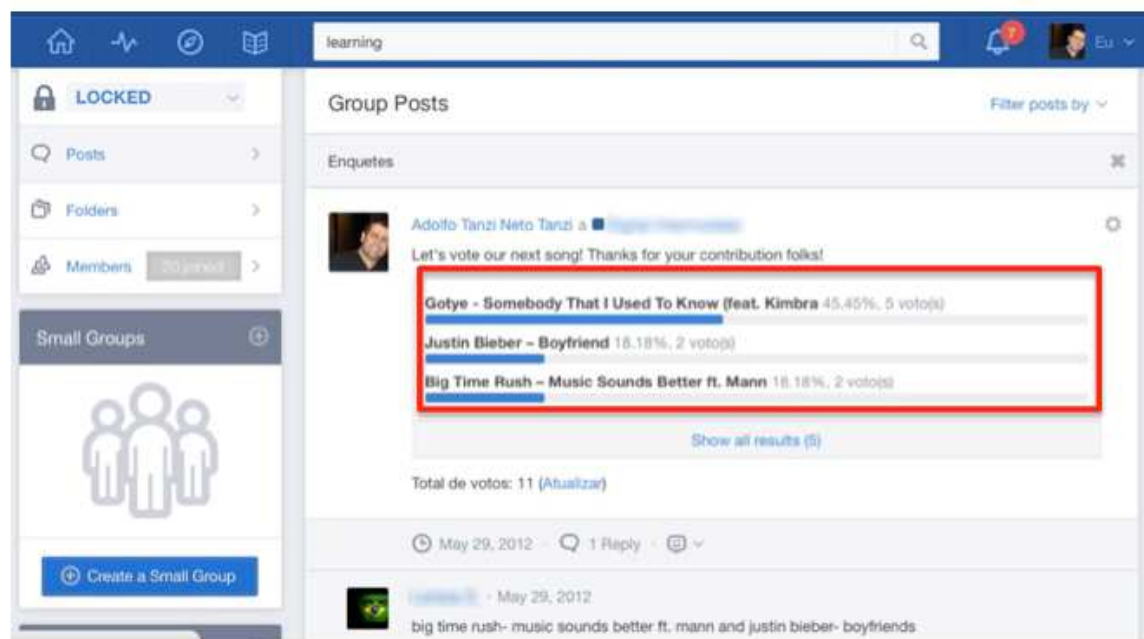 learning
7
Eu
LOCKED
Posts
Folders
Members 20 joined
Small Groups
Create a Small Group
Group Posts
Filter posts by
Enquetes
Adolfo Tanzi Neto Tanzi a
Let's vote our next song! Thanks for your contribution folks!
Gotye - Somebody That I Used To Know (feat. Kimbra 45.45%, 5 voto(s)
Justin Bieber – Boyfriend 18.18%, 2 voto(s)
Big Time Rush – Music Sounds Better ft. Mann 18.18%, 2 voto(s)
Show all results (5)
Total de votos: 11 (Atualizar)
May 29, 2012 · 1 Reply ·
- May 29, 2012
big time rush- music sounds better ft. mann and justin bieber- boyfriends